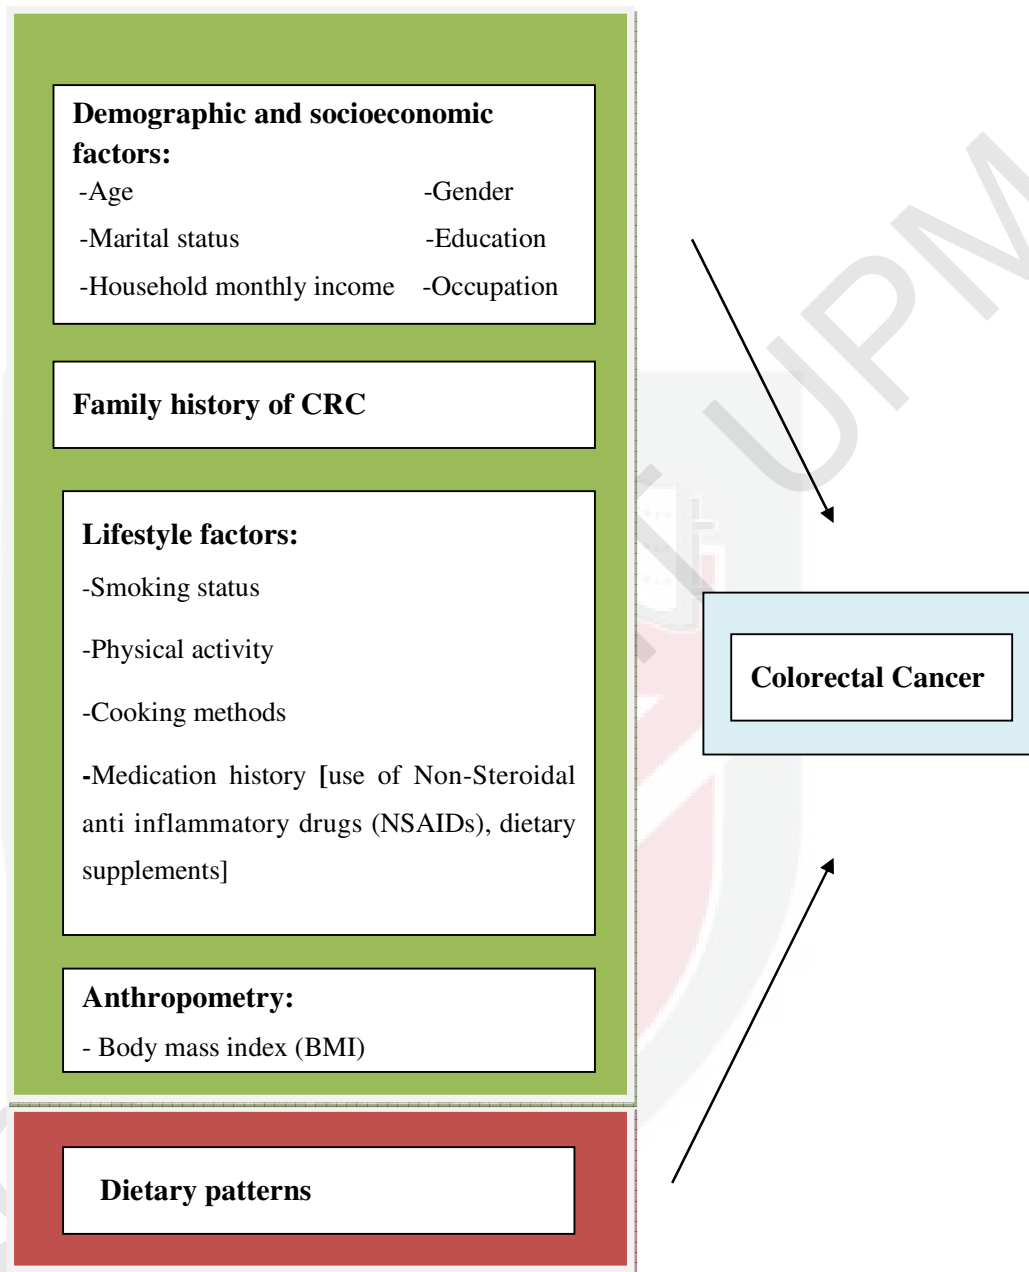 Demographic and socioeconomic
factors:
-Age -Gender
-Marital status -Education
-Household monthly income -Occupation
Family history of CRC
Lifestyle factors:
-Smoking status
-Physical activity
-Cooking methods
-Medication history [use of Non-Steroidal
anti inflammatory drugs (NSAIDs), dietary
supplements]
Anthropometry:
- Body mass index (BMI)
Dietary patterns
Colorectal Cancer
UPM